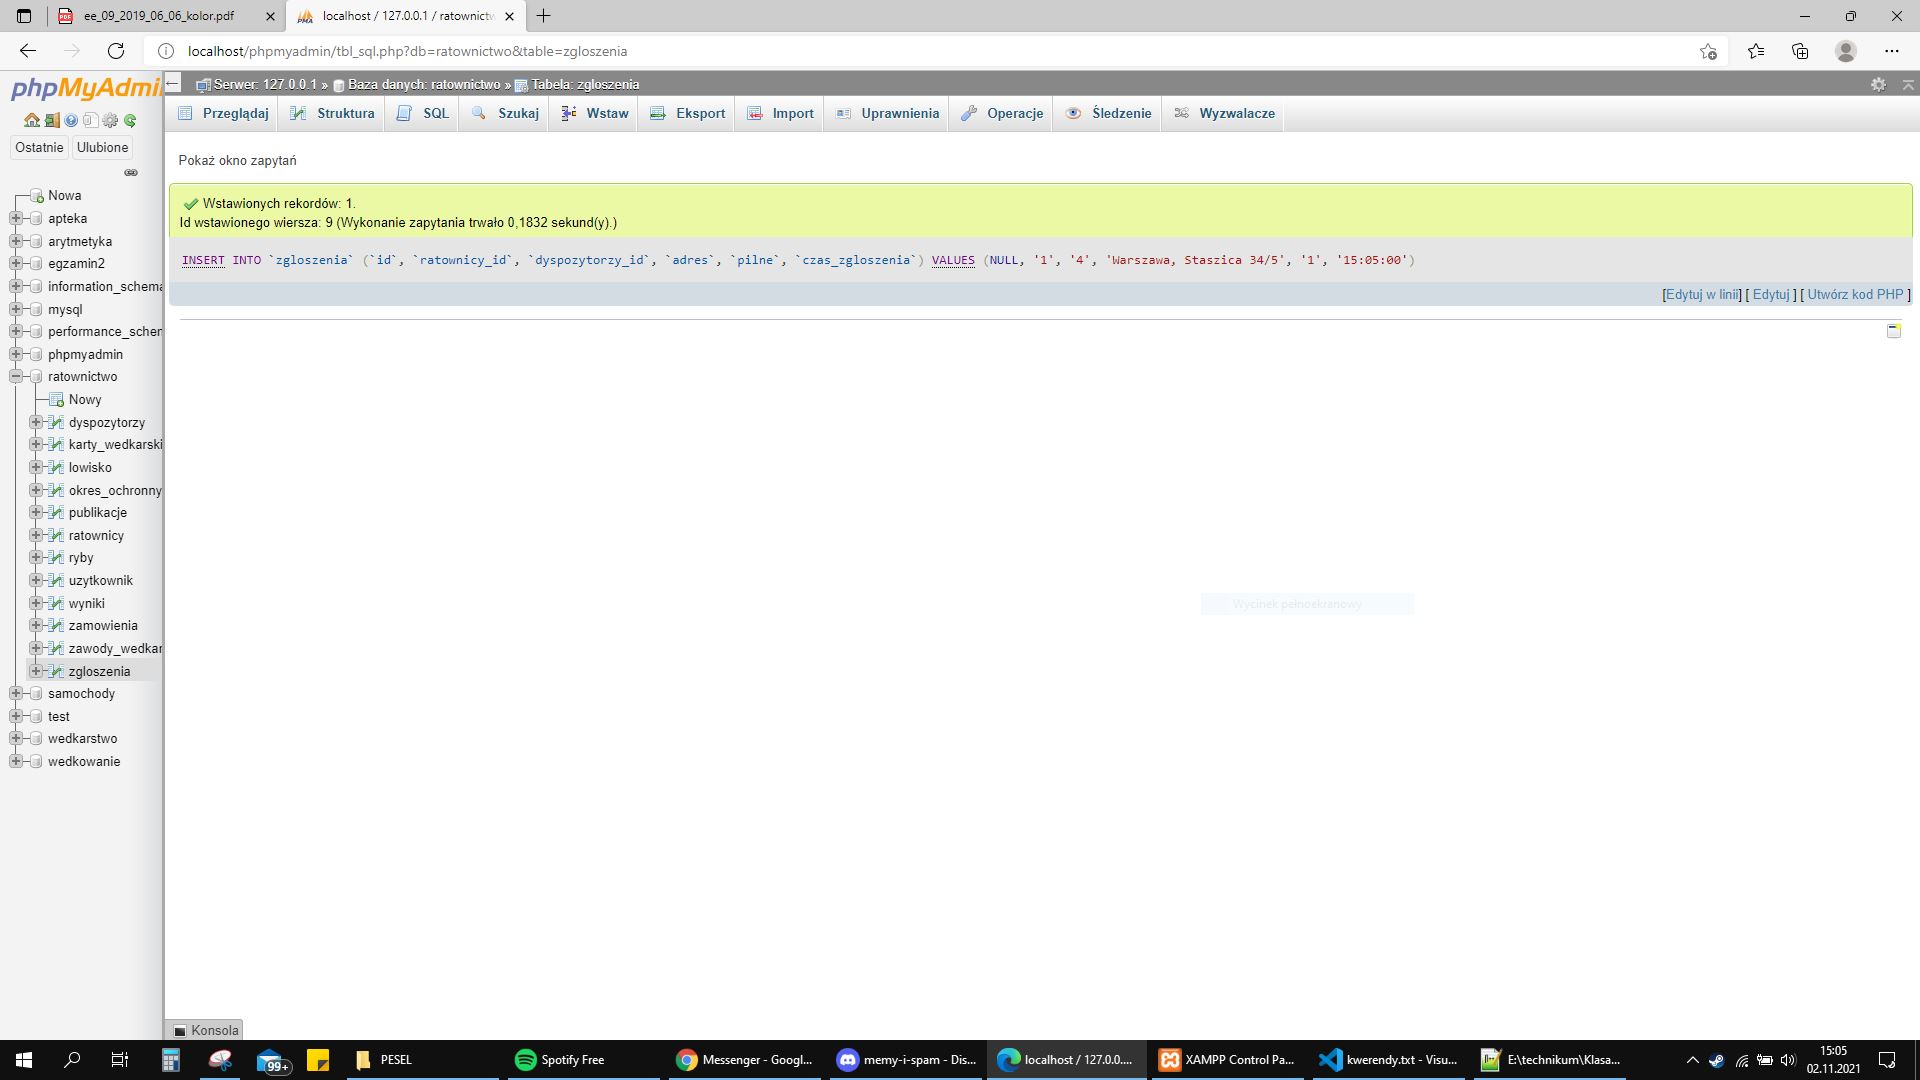 ee_09_2019_06_06_kolor.pdf
localhost / 127.0.0.1 / ratownictw
localhost/phpmyadmin/tbl_sql.php?db=ratownictwo&table=zgloszenia
phpMyAdmi
Serwer: 127.0.0.1 » Baza danych: ratownictwo » Tabela: zgloszenia
Przeglądaj Struktura SQL Szukaj Wstaw Eksport Import Uprawnienia Operacje Śledzenie Wyzwalacze
Ostatnie Ulubione
Pokaż okno zapytań
Wstawionych rekordów: 1.
Id wstawionego wiersza: 9 (Wykonanie zapytania trwało 0,1832 sekund(y).)
INSERT INTO `zgloszenia` (`id`, `ratownicy_id`, `dyspozytorzy_id`, `adres`, `pilne`, `czas_zgloszenia`) VALUES (NULL, '1', '4', 'Warszawa, Staszica 34/5', '1', '15:05:00')
[Edytuj w linii] [ Edytuj ] [ Utwórz kod PHP ]
Nowa
apteka
arytmetyka
egzamin2
information_schema
mysql
performance_schem
phpmyadmin
ratownictwo
Nowy
dyspozytorzy
karty_wedkarski
lowisko
okres_ochronny
publikacje
ratownicy
ryby
uzytkownik
wyniki
zamowienia
zawody_wedkar
zgloszenia
samochody
test
wedkarstwo
wedkowanie
Wycinek pełnoekranowy
Konsola
99+
PESEL
Spotify Free
Messenger - Googl...
memy-i-spam - Dis...
localhost / 127.0.0....
XAMPP Control Pa...
kwerendy.txt - Visu...
E:\technikum\Klasa...
15:05
02.11.2021